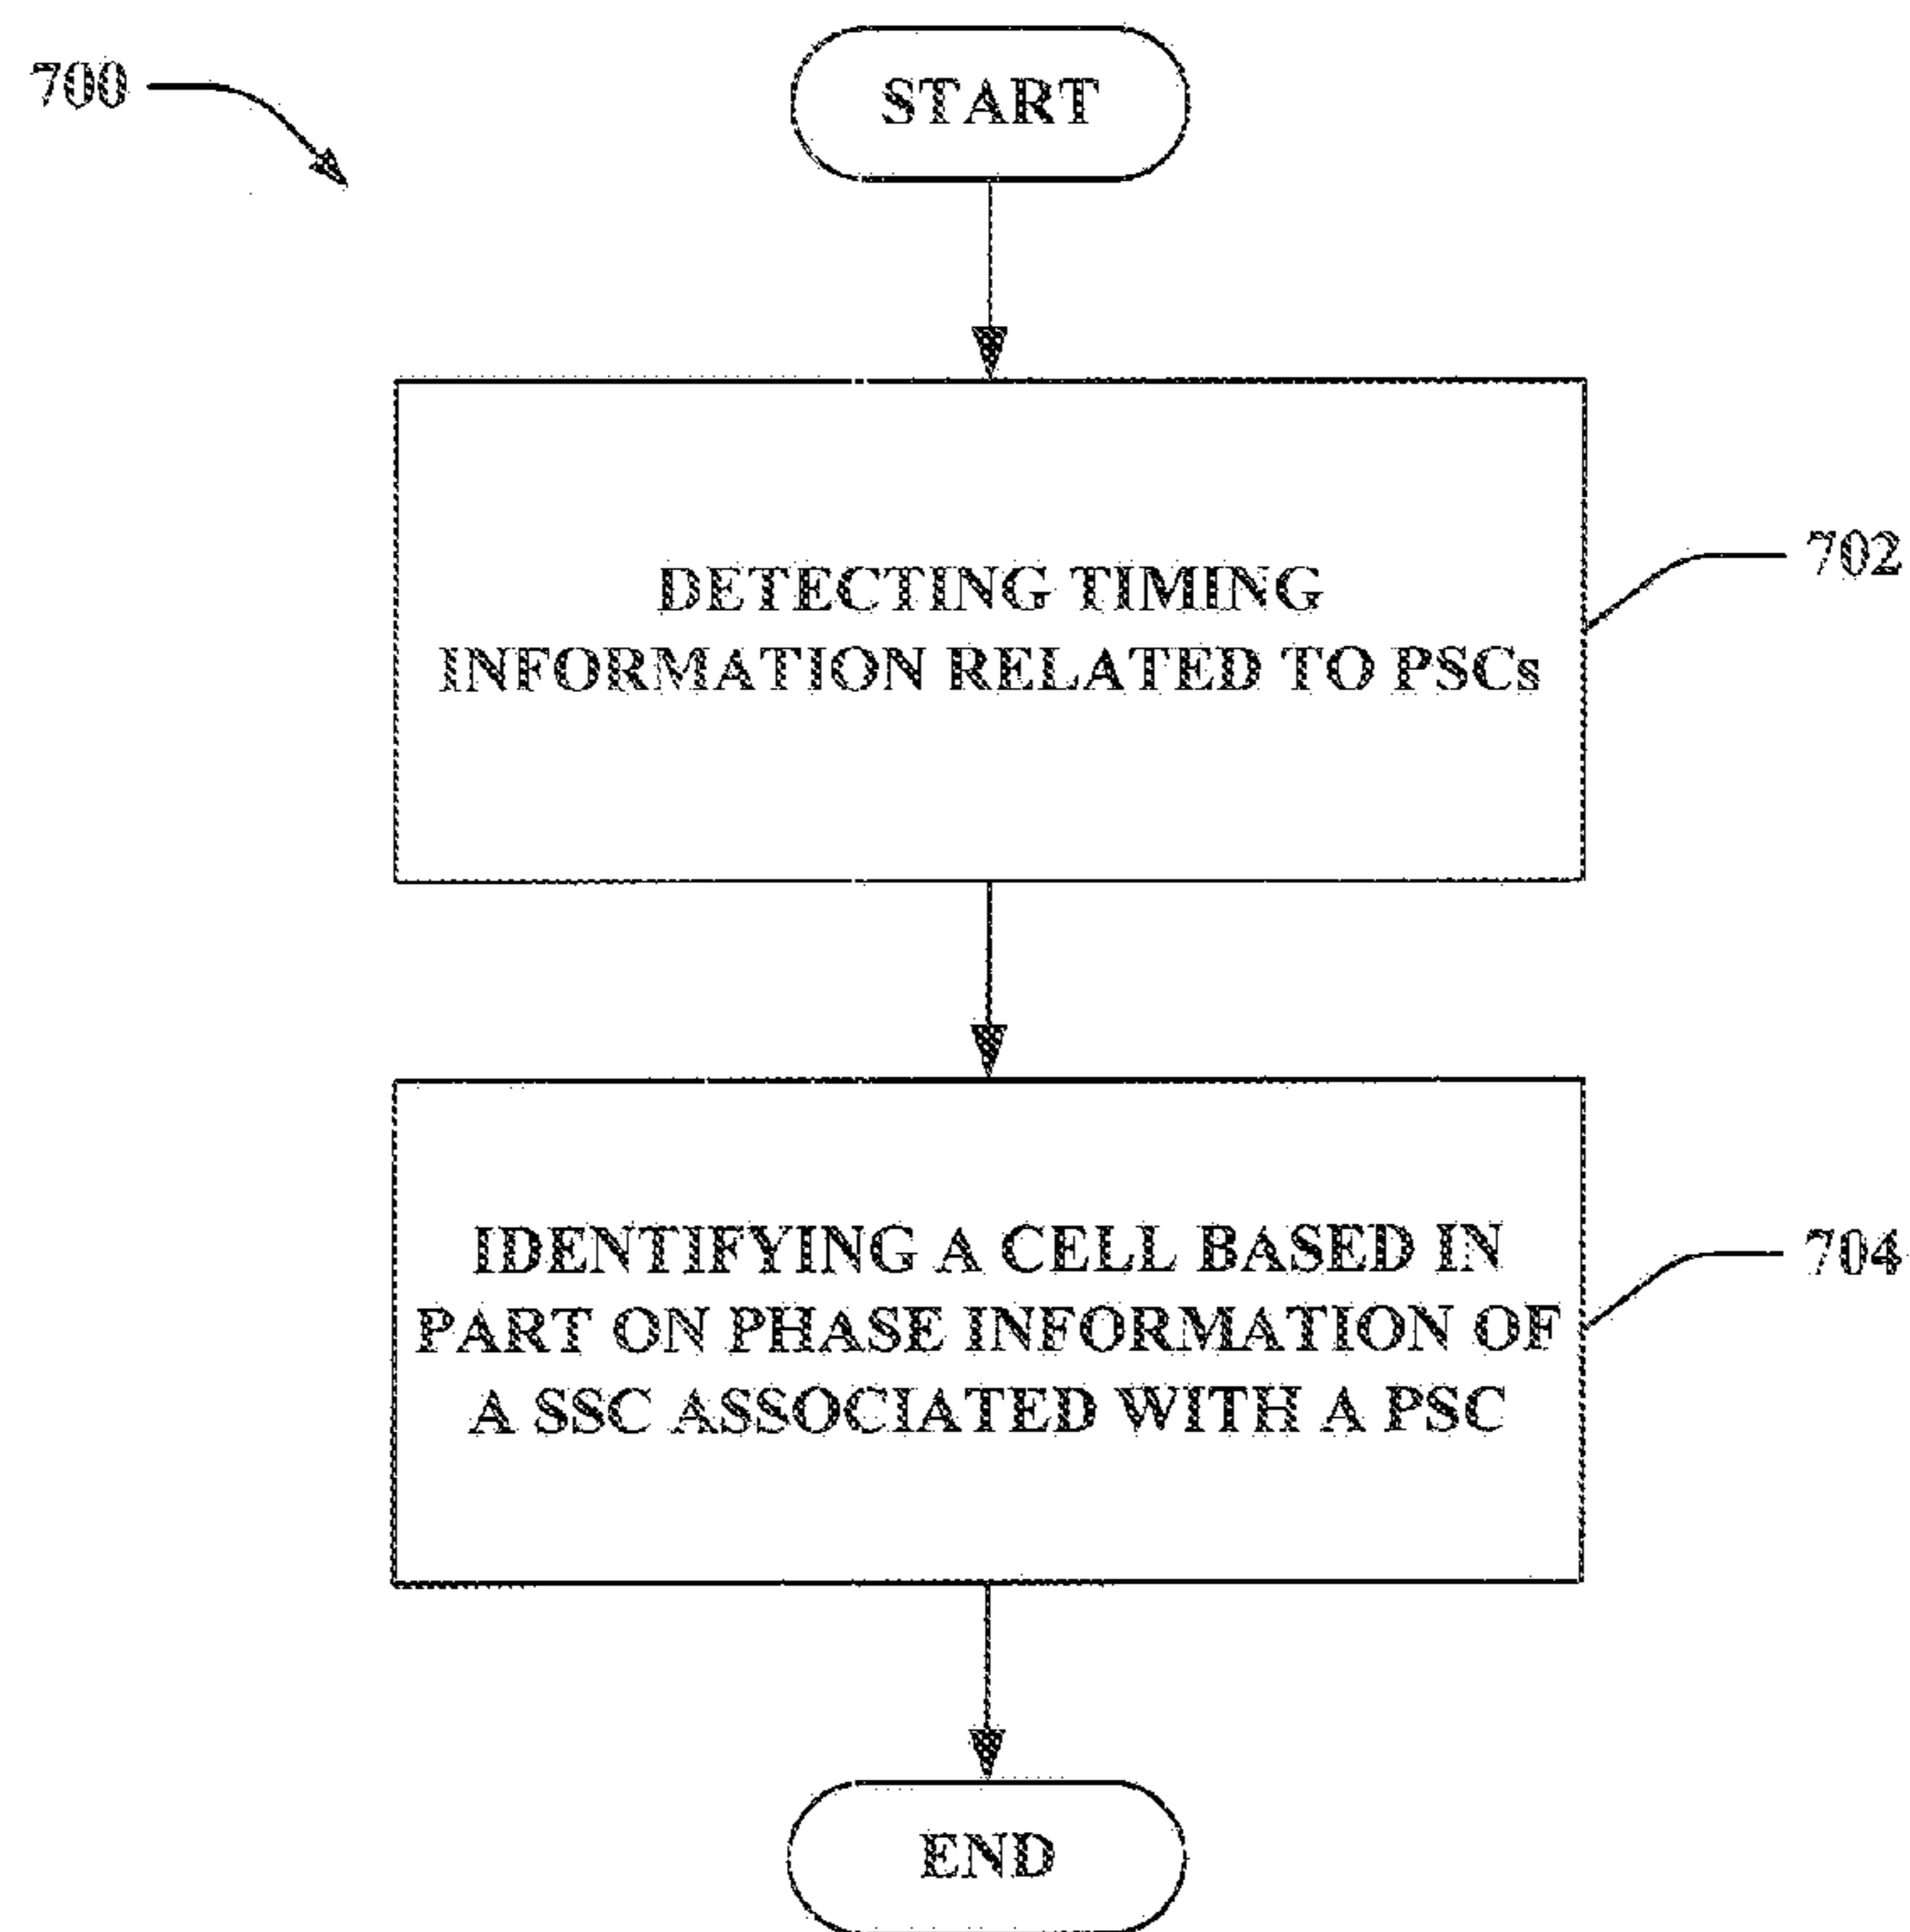 700
START
DETECTING TIMING
INFORMATION RELATED TO PSCs
702
IDENTIFYING A CELL BASED IN
PART ON PHASE INFORMATION OF
A SSC ASSOCIATED WITH A PSC
704
END